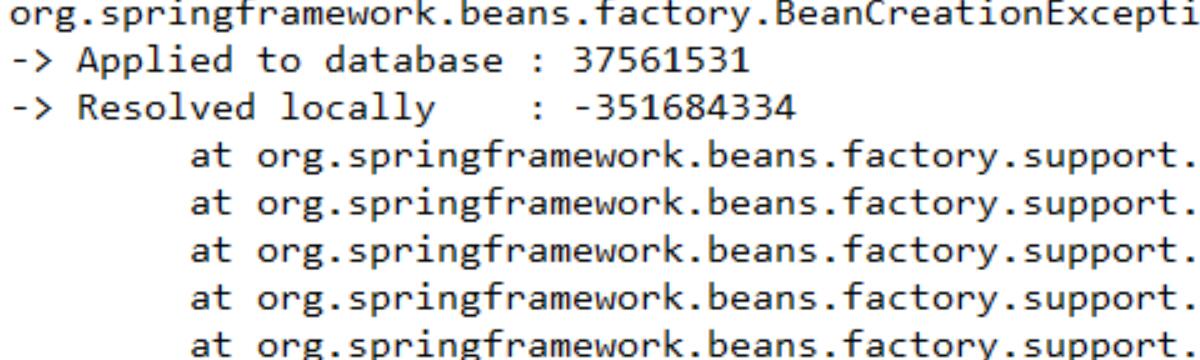 org.springframework.beans.factory.BeanCreationExcepti
-> Applied to database : 37561531
-> Resolved locally    : -351684334
        at org.springframework.beans.factory.support.
        at org.springframework.beans.factory.support.
        at org.springframework.beans.factory.support.
        at org.springframework.beans.factory.support.
        at org.springframework.beans.factory.support.